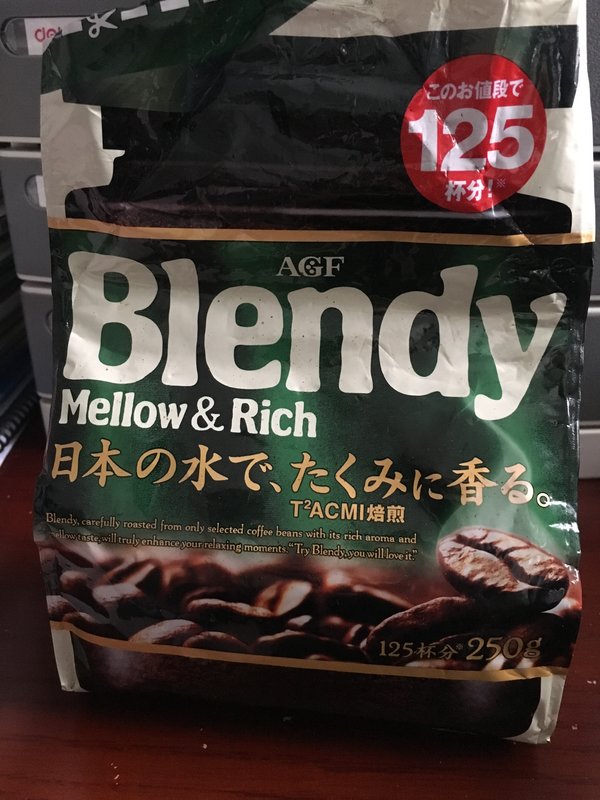 de
このお値段で
125
杯分!※
AGF
Blendy
Mellow & Rich
日本の水で、たくみに香る。
T²ACMI焙煎
Blendy, carefully roasted from only selected coffee beans with its rich aroma and
mellow taste, will truly enhance your relaxing moments. "Try Blendy, you will love it."
125杯分※ 250g